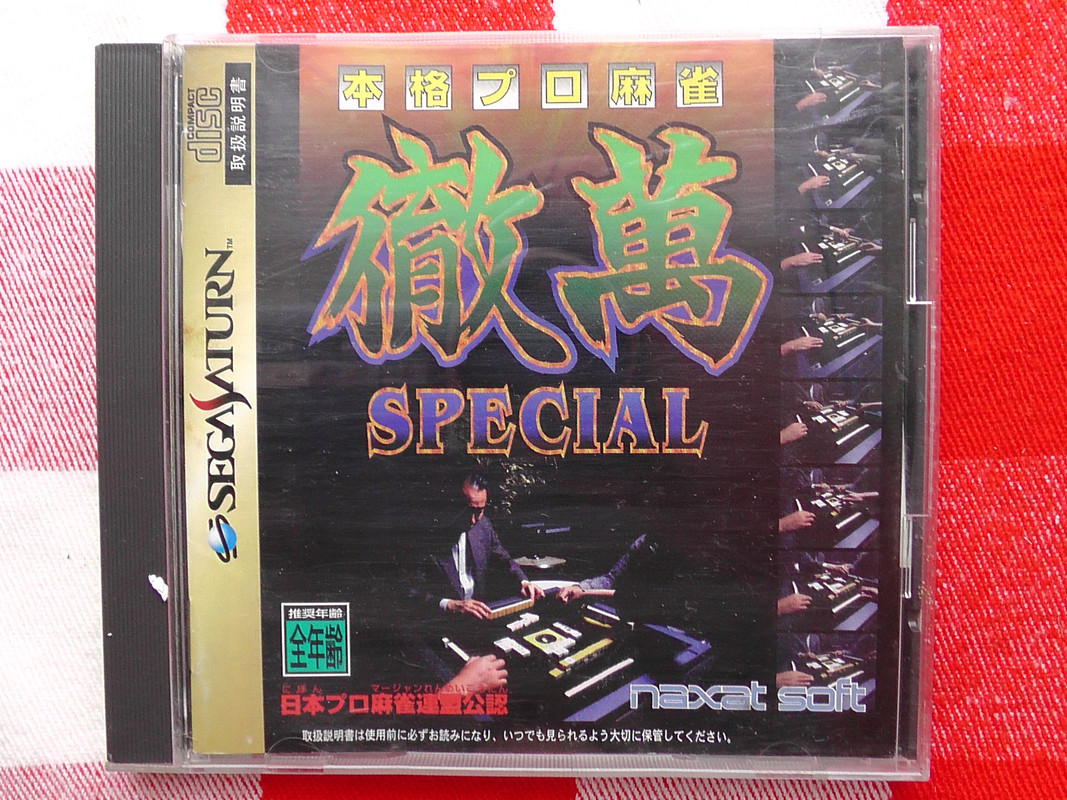 COMPACT
disc
取扱説明書
SEGA SATURN™
本格プロ麻雀
徹萬
SPECIAL
推奨年齢
全年齢
にほん マージャンれんめいこうにん
日本プロ麻雀連盟公認
naxat soft
取扱説明書は使用前に必ずお読みになり、いつでも見られるよう大切に保管してください。